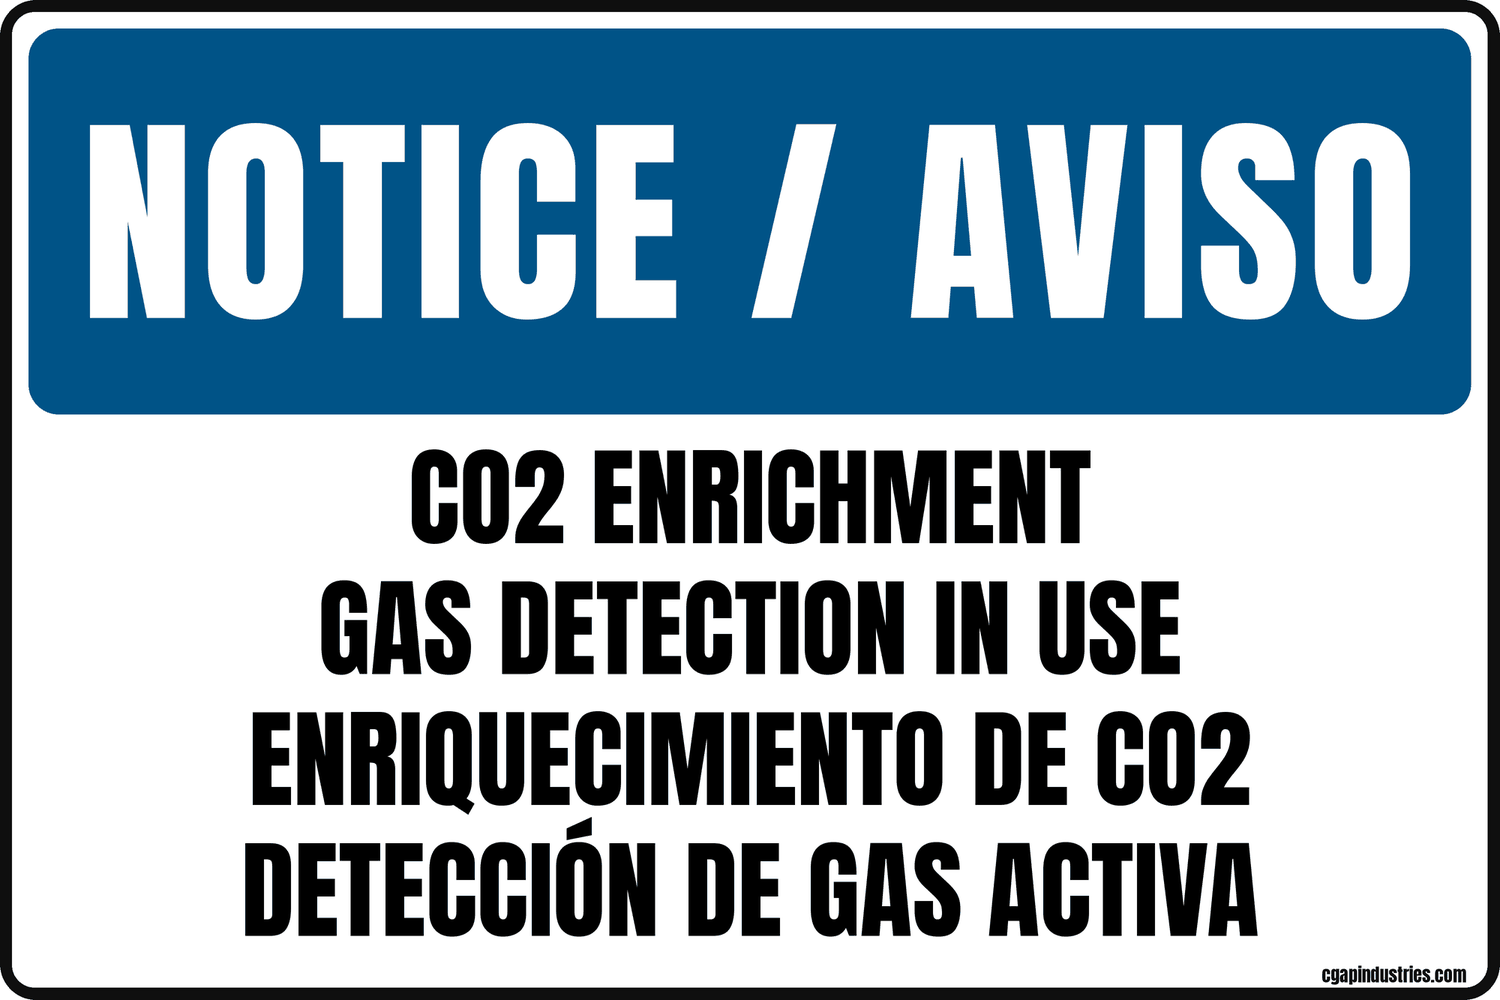 NOTICE / AVISO
CO2 ENRICHMENT
GAS DETECTION IN USE
ENRIQUECIMIENTO DE CO2
DETECCIÓN DE GAS ACTIVA
cgapindustries.com